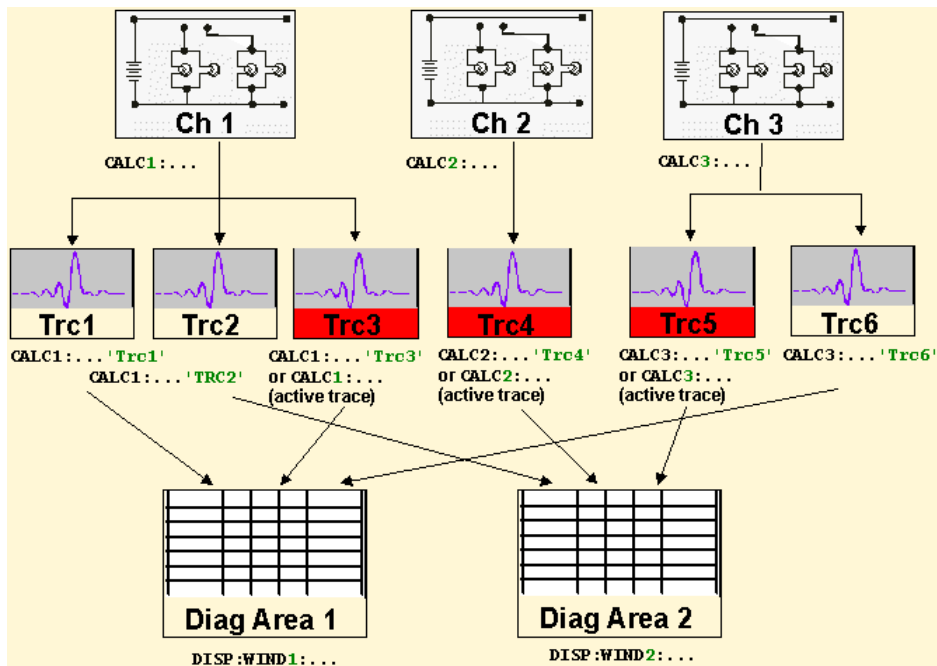 Ch 1
Ch 2
Ch 3
CALC1:...
CALC2:...
CALC3:...
Trc1
Trc2
Trc3
Trc4
Trc5
Trc6
CALC1:...'Trc1'
CALC1:...'TRC2'
CALC1:...'Trc3'
or CALC1:...
(active trace)
CALC2:...'Trc4'
or CALC2:...
(active trace)
CALC3:...'Trc5'
or CALC3:...
(active trace)
CALC3:...'Trc6'
Diag Area 1
Diag Area 2
DISP:WIND1:...
DISP:WIND2:...